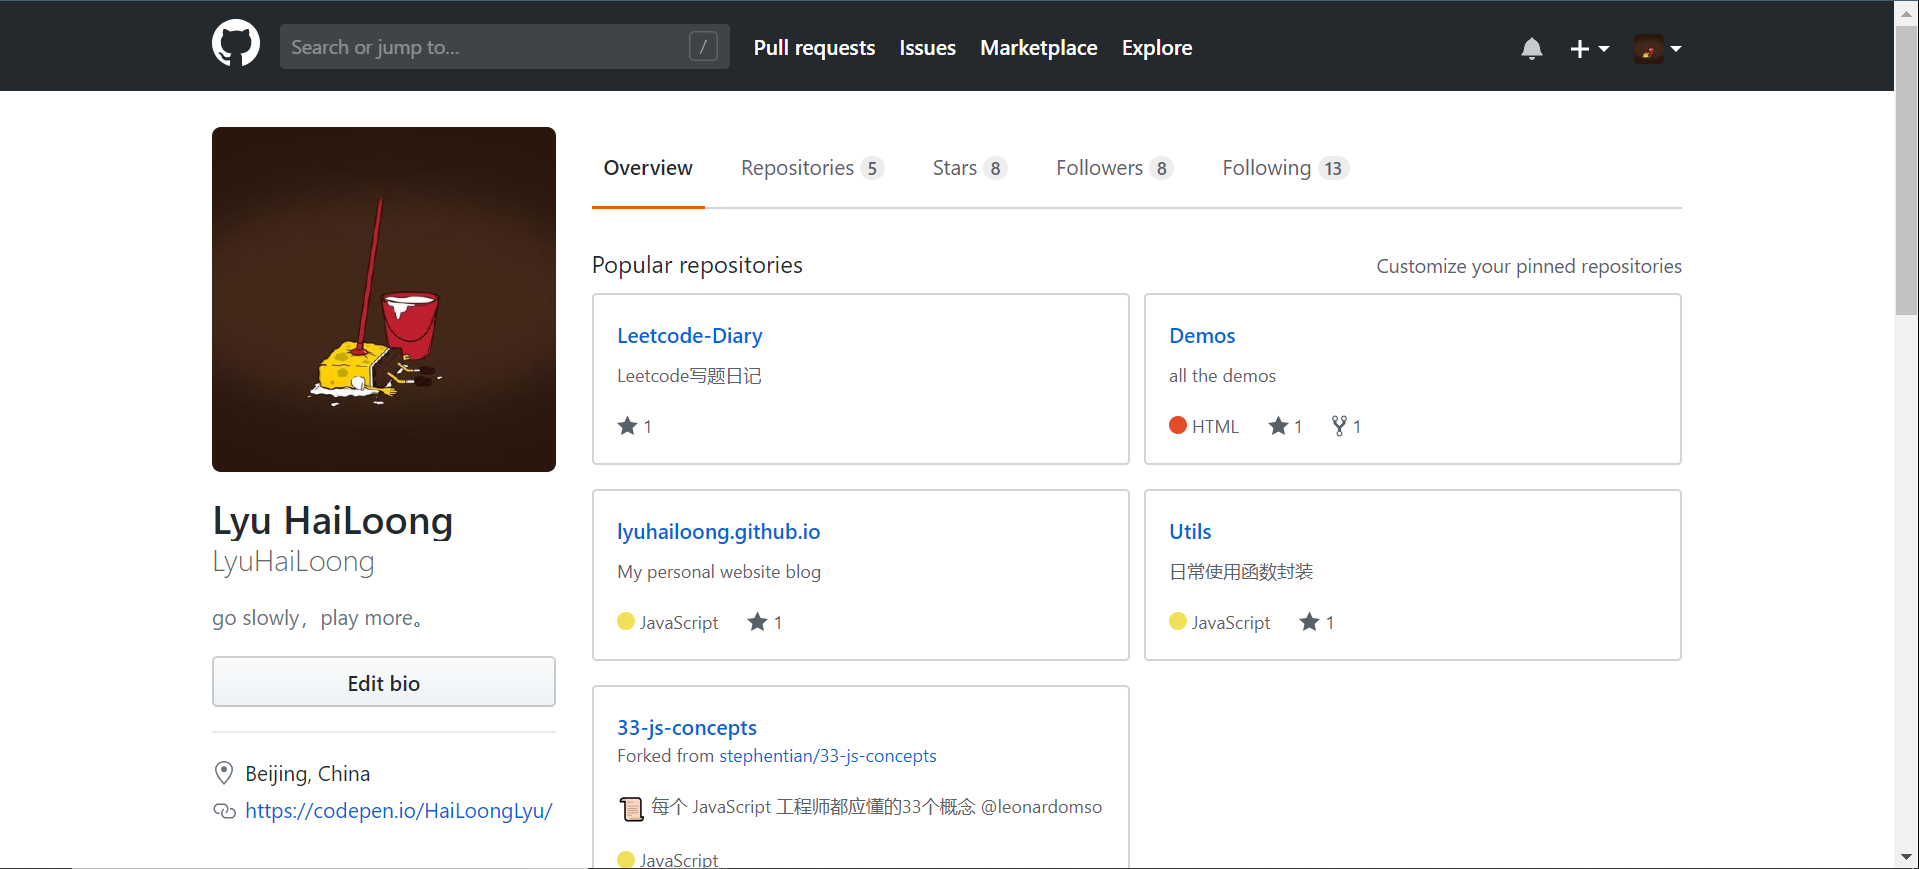 Search or jump to... / Pull requests Issues Marketplace Explore
Overview Repositories 5 Stars 8 Followers 8 Following 13
Popular repositories Customize your pinned repositories
Leetcode-Diary
Leetcode写题日记
1
Demos
all the demos
HTML 1 1
lyuhailoong.github.io
My personal website blog
JavaScript 1
Utils
日常使用函数封装
JavaScript 1
33-js-concepts
Forked from stephentian/33-js-concepts
每个 JavaScript 工程师都应懂的33个概念 @leonardomso
JavaScript
Lyu HaiLoong
LyuHaiLoong
go slowly，play more。
Edit bio
Beijing, China
https://codepen.io/HaiLoongLyu/